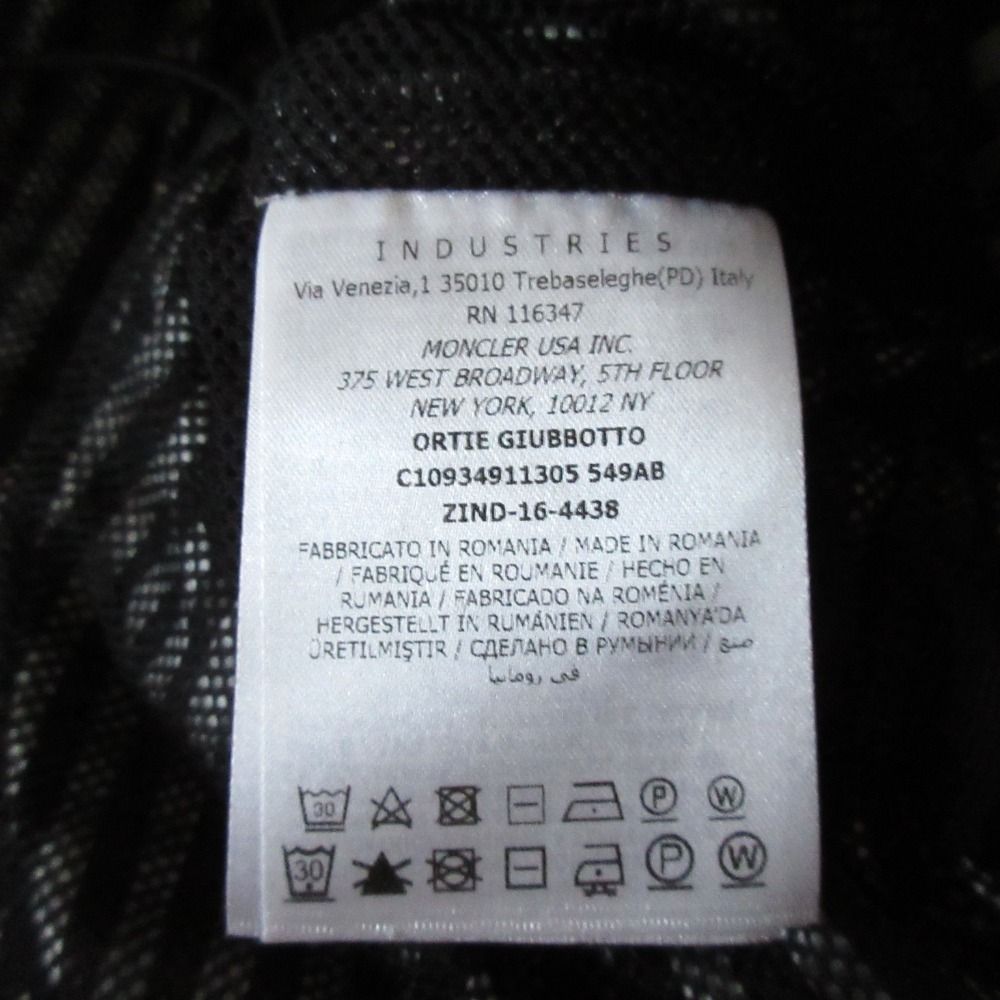 INDUSTRIES
Via Venezia,1 35010 Trebaseleghe(PD) Italy
RN 116347
MONCLER USA INC.
375 WEST BROADWAY, 5TH FLOOR
NEW YORK, 10012 NY
ORTIE GIUBBOTTO
C10934911305 549AB
ZIND-16-4438
FABBRICATO IN ROMANIA / MADE IN ROMANIA
/ FABRIQUÉ EN ROUMANIE / HECHO EN
RUMANIA / FABRICADO NA ROMÉNIA /
HERGESTELLT IN RUMÄNIEN / ROMANYA'DA
ÜRETILMIŞTIR / СДЕЛАНО В РУМЫНИИ / صنع
في رومانيا
30 P W
30 P W